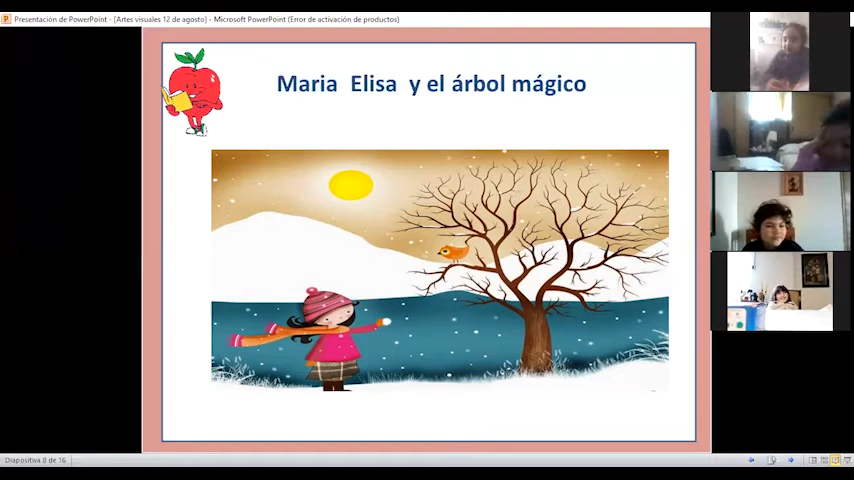 Presentación de PowerPoint - [Artes visuales 12 de agosto] - Microsoft PowerPoint (Error de activación de productos)
Maria Elisa y el árbol mágico
Diapositiva 8 de 16